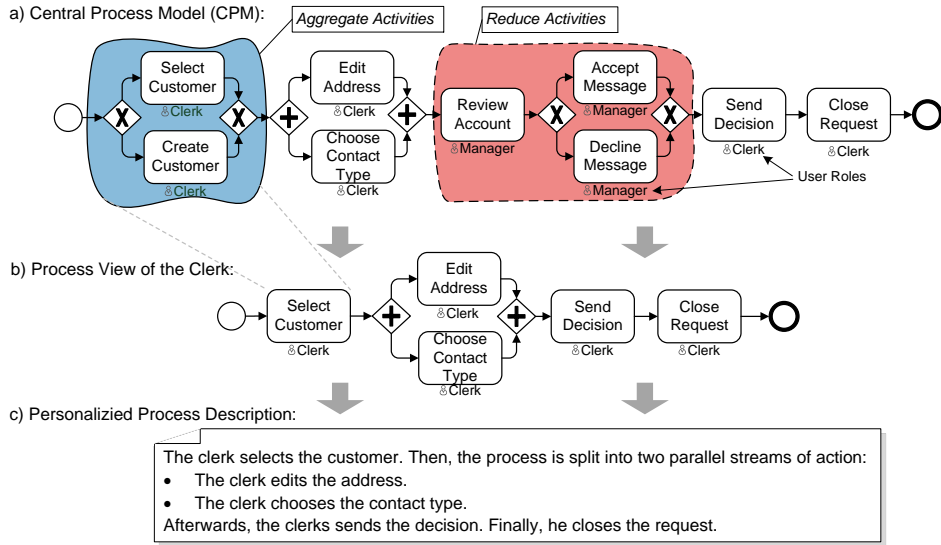 a) Central Process Model (CPM):
Aggregate Activities
Reduce Activities
Select
Customer
Clerk
Create
Customer
Clerk
Edit
Address
Clerk
Choose
Contact
Type
Clerk
Review
Account
Manager
Accept
Message
Manager
Decline
Message
Manager
Send
Decision
Clerk
Close
Request
Clerk
User Roles
b) Process View of the Clerk:
Select
Customer
Clerk
Edit
Address
Clerk
Choose
Contact
Type
Clerk
Send
Decision
Clerk
Close
Request
Clerk
c) Personalizied Process Description:
The clerk selects the customer. Then, the process is split into two parallel streams of action:
• The clerk edits the address.
• The clerk chooses the contact type.
Afterwards, the clerks sends the decision. Finally, he closes the request.